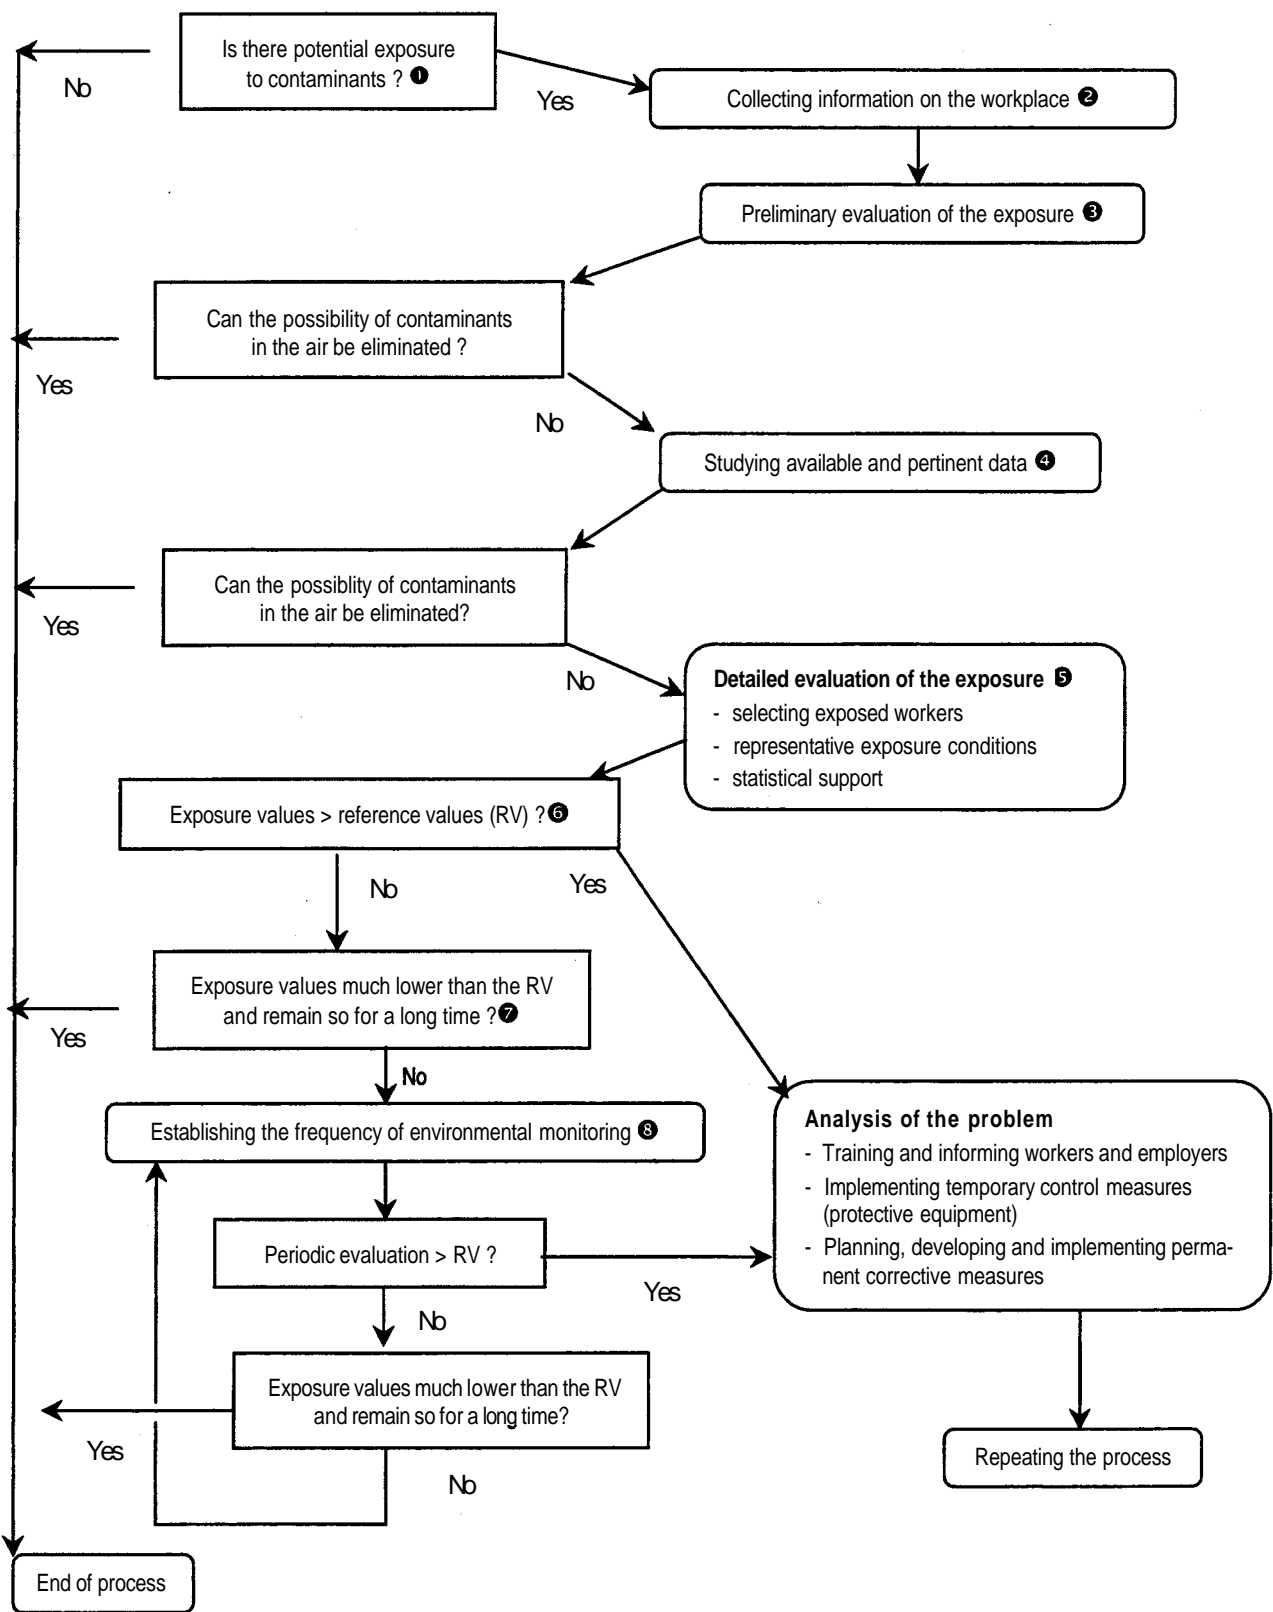 Is there potential exposure
to contaminants ? ❶
No
Yes
Collecting information on the workplace ❷
Preliminary evaluation of the exposure ❸
Can the possibility of contaminants
in the air be eliminated ?
Yes
No
Studying available and pertinent data ❹
Can the possiblity of contaminants
in the air be eliminated?
Yes
No
Detailed evaluation of the exposure ❺
- selecting exposed workers
- representative exposure conditions
- statistical support
Exposure values > reference values (RV) ?❻
No
Yes
Exposure values much lower than the RV
and remain so for a long time ?❼
Yes
No
Establishing the frequency of environmental monitoring ❽
Analysis of the problem
- Training and informing workers and employers
- Implementing temporary control measures
(protective equipment)
- Planning, developing and implementing perma-
nent corrective measures
Periodic evaluation > RV ?
Yes
No
Exposure values much lower than the RV
and remain so for a long time?
Yes
No
Repeating the process
End of process